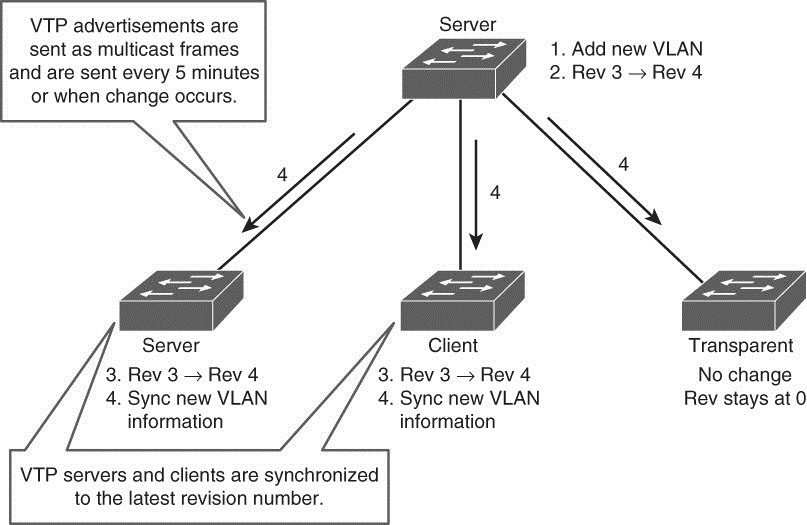 VTP advertisements are
sent as multicast frames
and are sent every 5 minutes
or when change occurs.
Server
1. Add new VLAN
2. Rev 3 → Rev 4
4
4
4
Server
3. Rev 3 → Rev 4
4. Sync new VLAN
information
Client
3. Rev 3 → Rev 4
4. Sync new VLAN
information
Transparent
No change
Rev stays at 0
VTP servers and clients are synchronized
to the latest revision number.